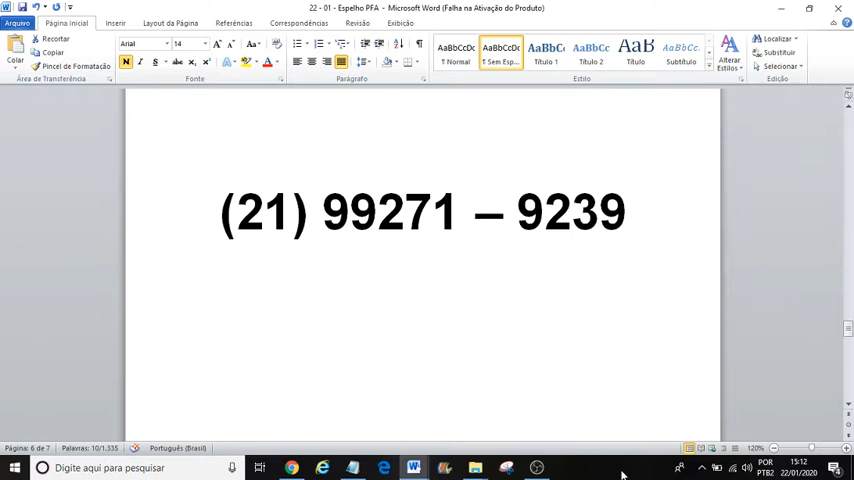 22 - 01 - Espelho PFA - Microsoft Word (Falha na Ativação do Produto)
Arquivo Página Inicial Inserir Layout da Página Referências Correspondências Revisão Exibição
Colar
Recortar
Copiar
Pincel de Formatação
Área de Transferência
Arial 14
N I S abc x₂ x²
Fonte
Parágrafo
AaBbCcDc AaBbCcDc AaBbCc AaBbCc AaB AaBbCc.
¶ Normal ¶ Sem Esp... Título 1 Título 2 Título Subtítulo
Alterar Estilos
Estilo
Localizar
Substituir
Selecionar
Edição
(21) 99271 – 9239
Página: 6 de 7 Palavras: 10/1.335 Português (Brasil) 120%
Digite aqui para pesquisar
POR
PTB2
15:12
22/01/2020
4